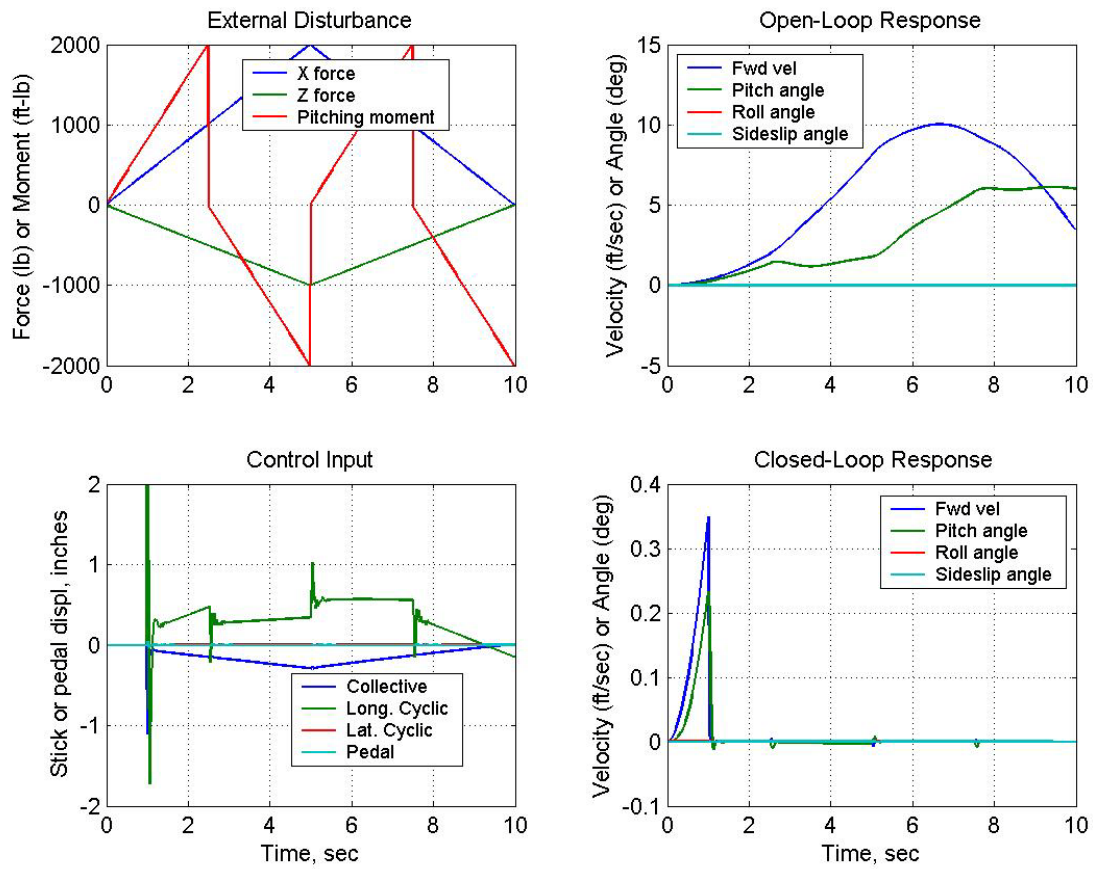 External Disturbance
Force (lb) or Moment (ft-lb)
2000
1000
0
-1000
-2000
X force
Z force
Pitching moment
0 2 4 6 8 10
Open-Loop Response
Velocity (ft/sec) or Angle (deg)
15
10
5
0
-5
Fwd vel
Pitch angle
Roll angle
Sideslip angle
0 2 4 6 8 10
Control Input
Stick or pedal displ, inches
2
1
0
-1
-2
Collective
Long. Cyclic
Lat. Cyclic
Pedal
0 2 4 6 8 10
Time, sec
Closed-Loop Response
Velocity (ft/sec) or Angle (deg)
0.4
0.3
0.2
0.1
0
-0.1
Fwd vel
Pitch angle
Roll angle
Sideslip angle
0 2 4 6 8 10
Time, sec